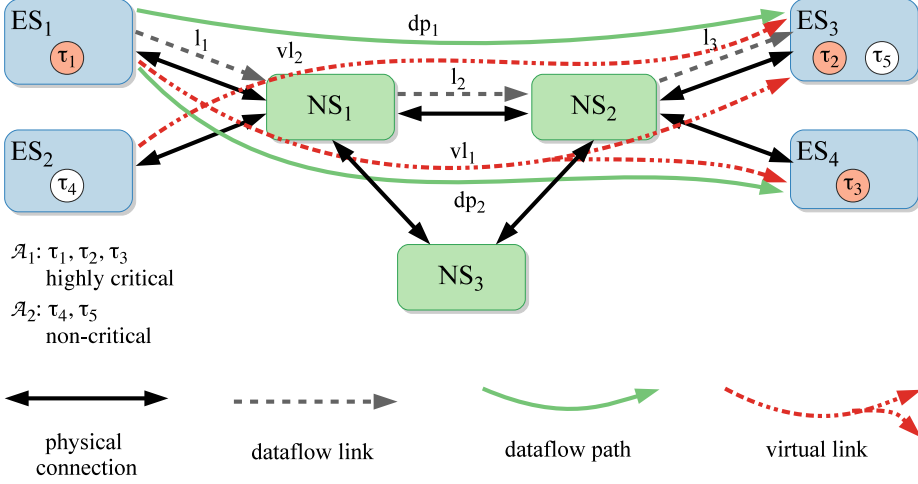 ES₁
τ₁
dp₁
l₁
vl₂
l₃
ES₃
τ₂ τ₅
NS₁
l₂
NS₂
ES₂
τ₄
vl₁
ES₄
τ₃
dp₂
NS₃
𝒜₁: τ₁, τ₂, τ₃
highly critical
𝒜₂: τ₄, τ₅
non-critical
physical
connection
dataflow link
dataflow path
virtual link